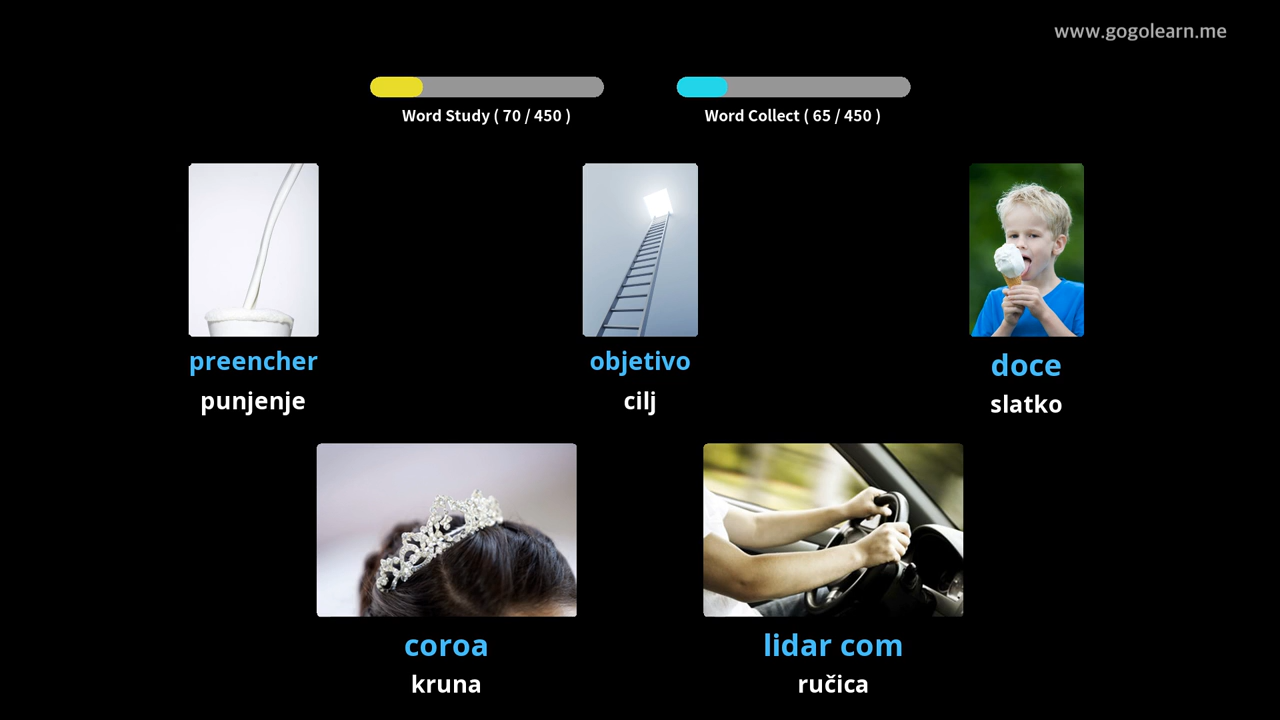 www.gogolearn.me
Word Study ( 70 / 450 )
Word Collect ( 65 / 450 )
preencher
punjenje
objetivo
cilj
doce
slatko
coroa
kruna
lidar com
ručica